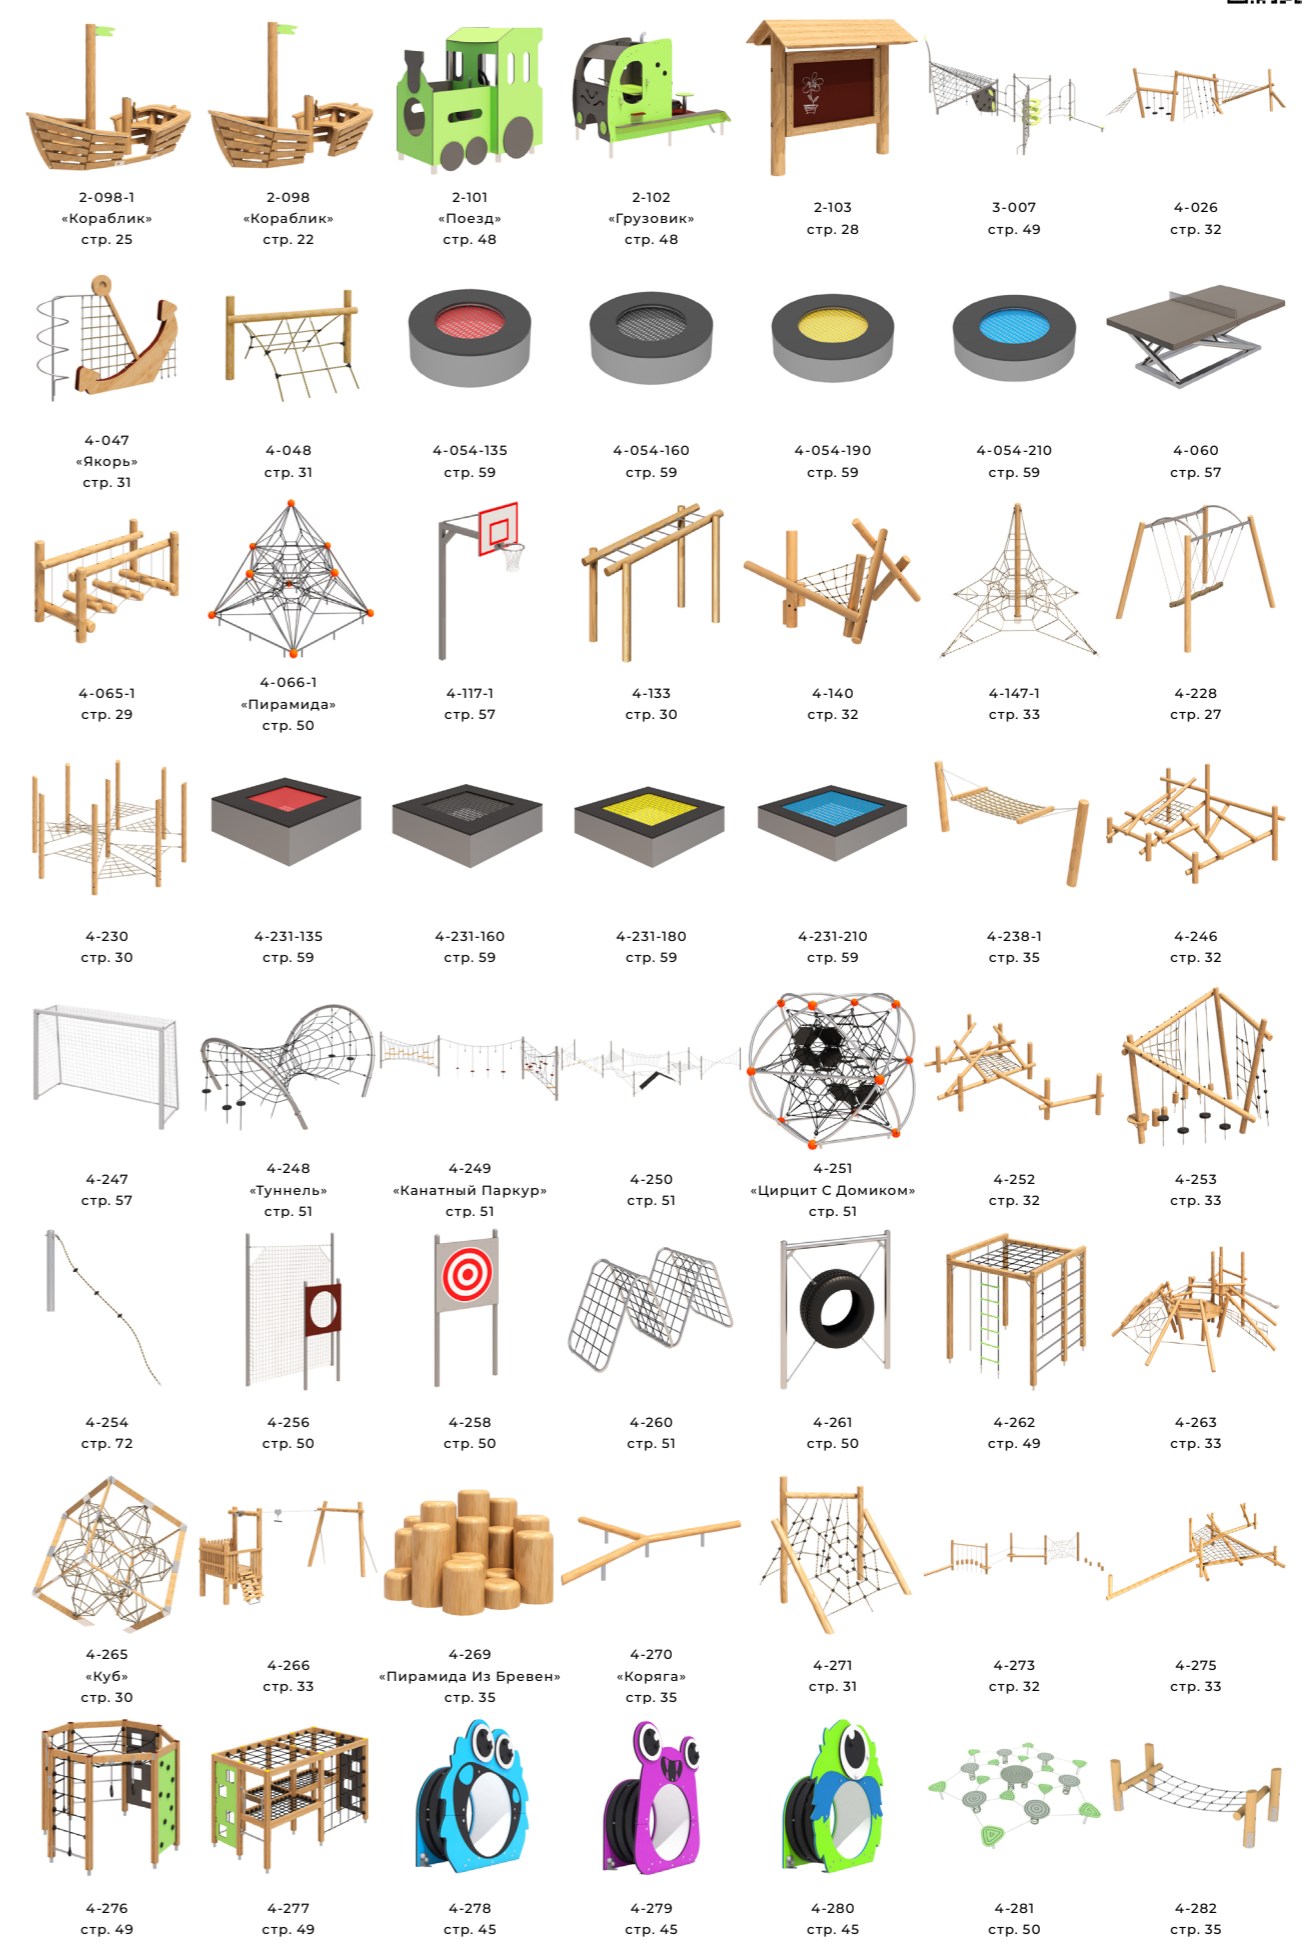 2-098-1
«Кораблик»
стр. 25
2-098
«Кораблик»
стр. 22
2-101
«Поезд»
стр. 48
2-102
«Грузовик»
стр. 48
2-103
стр. 28
3-007
стр. 49
4-026
стр. 32
4-047
«Якорь»
стр. 31
4-048
стр. 31
4-054-135
стр. 59
4-054-160
стр. 59
4-054-190
стр. 59
4-054-210
стр. 59
4-060
стр. 57
4-065-1
стр. 29
4-066-1
«Пирамида»
стр. 50
4-117-1
стр. 57
4-133
стр. 30
4-140
стр. 32
4-147-1
стр. 33
4-228
стр. 27
4-230
стр. 30
4-231-135
стр. 59
4-231-160
стр. 59
4-231-180
стр. 59
4-231-210
стр. 59
4-238-1
стр. 35
4-246
стр. 32
4-247
стр. 57
4-248
«Туннель»
стр. 51
4-249
«Канатный Паркур»
стр. 51
4-250
стр. 51
4-251
«Цирцит С Домиком»
стр. 51
4-252
стр. 32
4-253
стр. 33
4-254
стр. 72
4-256
стр. 50
4-258
стр. 50
4-260
стр. 51
4-261
стр. 50
4-262
стр. 49
4-263
стр. 33
4-265
«Куб»
стр. 30
4-266
стр. 33
4-269
«Пирамида Из Бревен»
стр. 35
4-270
«Коряга»
стр. 35
4-271
стр. 31
4-273
стр. 32
4-275
стр. 33
4-276
стр. 49
4-277
стр. 49
4-278
стр. 45
4-279
стр. 45
4-280
стр. 45
4-281
стр. 50
4-282
стр. 35